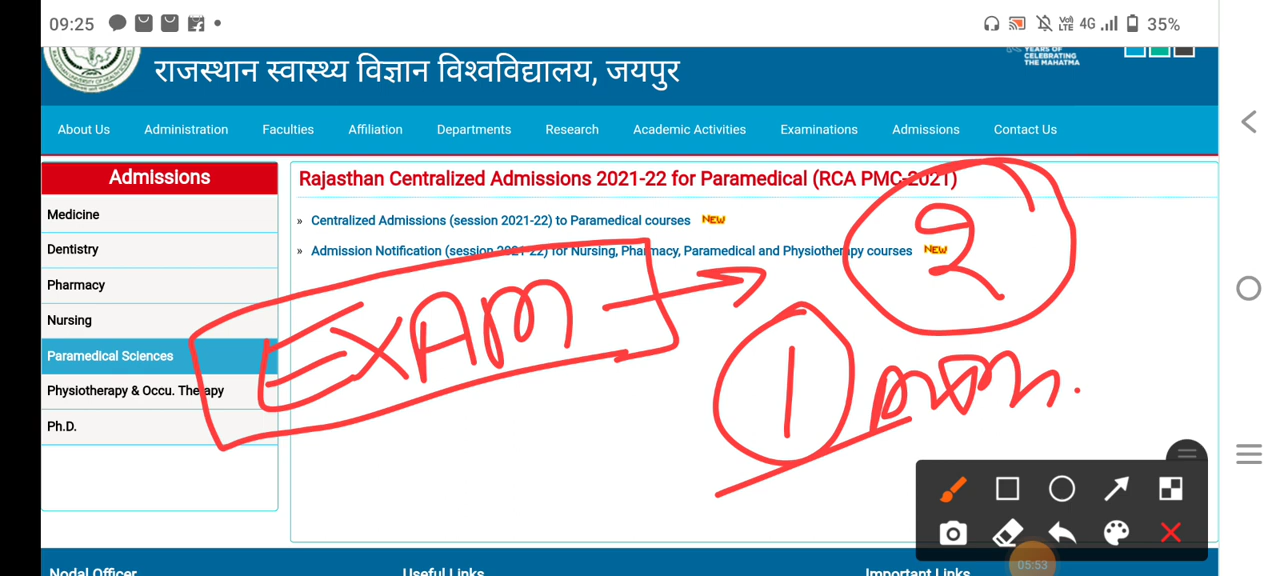 09:25
VoLTE 4G 35%
YEARS OF
CELEBRATING
THE MAHATMA
राजस्थान स्वास्थ्य विज्ञान विश्वविद्यालय, जयपुर
About Us Administration Faculties Affiliation Departments Research Academic Activities Examinations Admissions Contact Us
Admissions
Medicine
Dentistry
Pharmacy
Nursing
Paramedical Sciences
Physiotherapy & Occu. Therapy
Ph.D.
Rajasthan Centralized Admissions 2021-22 for Paramedical (RCA PMC-2021)
» Centralized Admissions (session 2021-22) to Paramedical courses NEW
» Admission Notification (session 2021-22) for Nursing, Pharmacy, Paramedical and Physiotherapy courses NEW
EXAM
2
1
05:53
Nodal Officer Useful Links Important Links